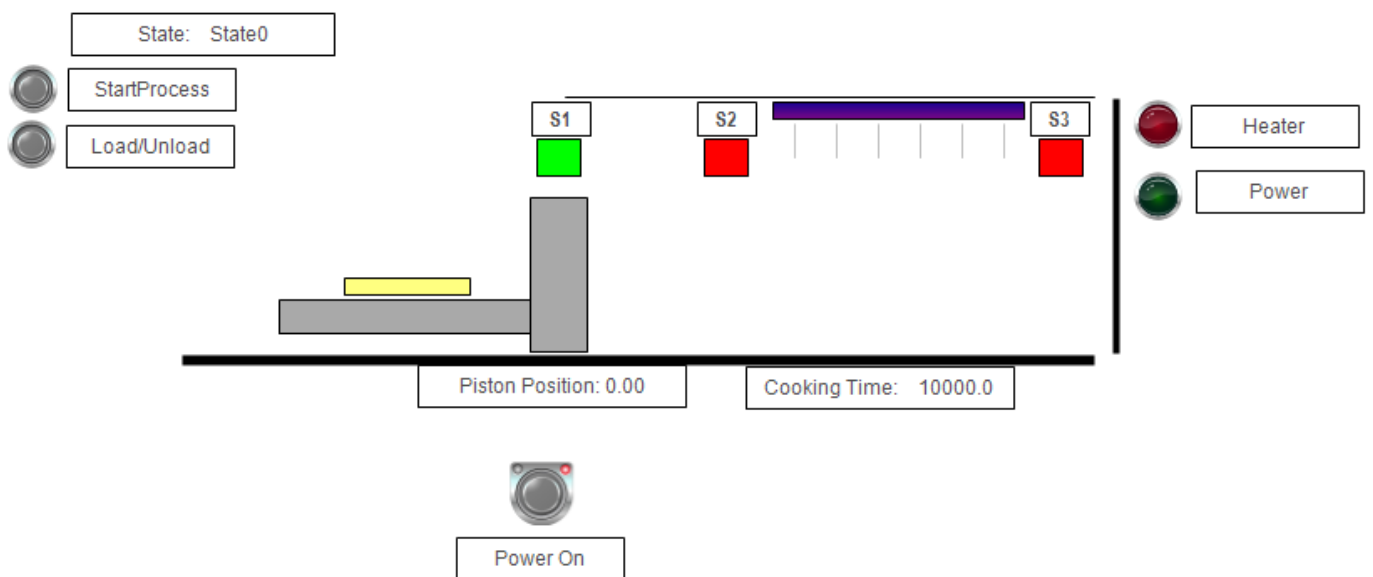 State: State0
StartProcess
Load/Unload
S1
S2
S3
Heater
Power
Piston Position: 0.00
Cooking Time: 10000.0
Power On